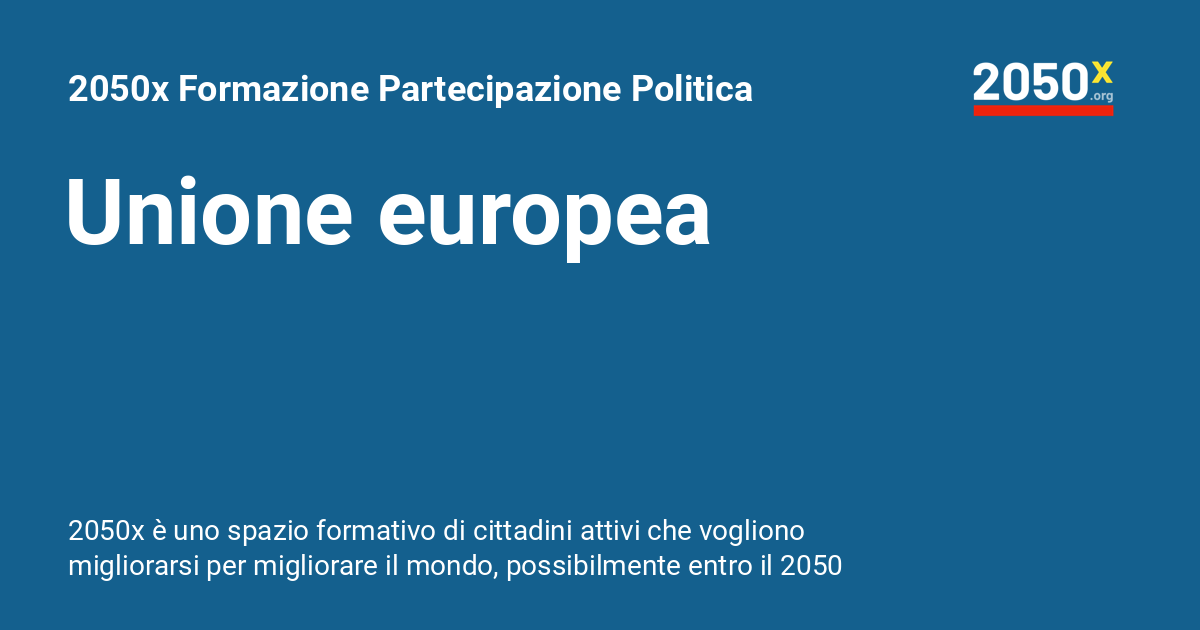 2050x Formazione Partecipazione Politica
2050x
.org
Unione europea
2050x è uno spazio formativo di cittadini attivi che vogliono
migliorarsi per migliorare il mondo, possibilmente entro il 2050